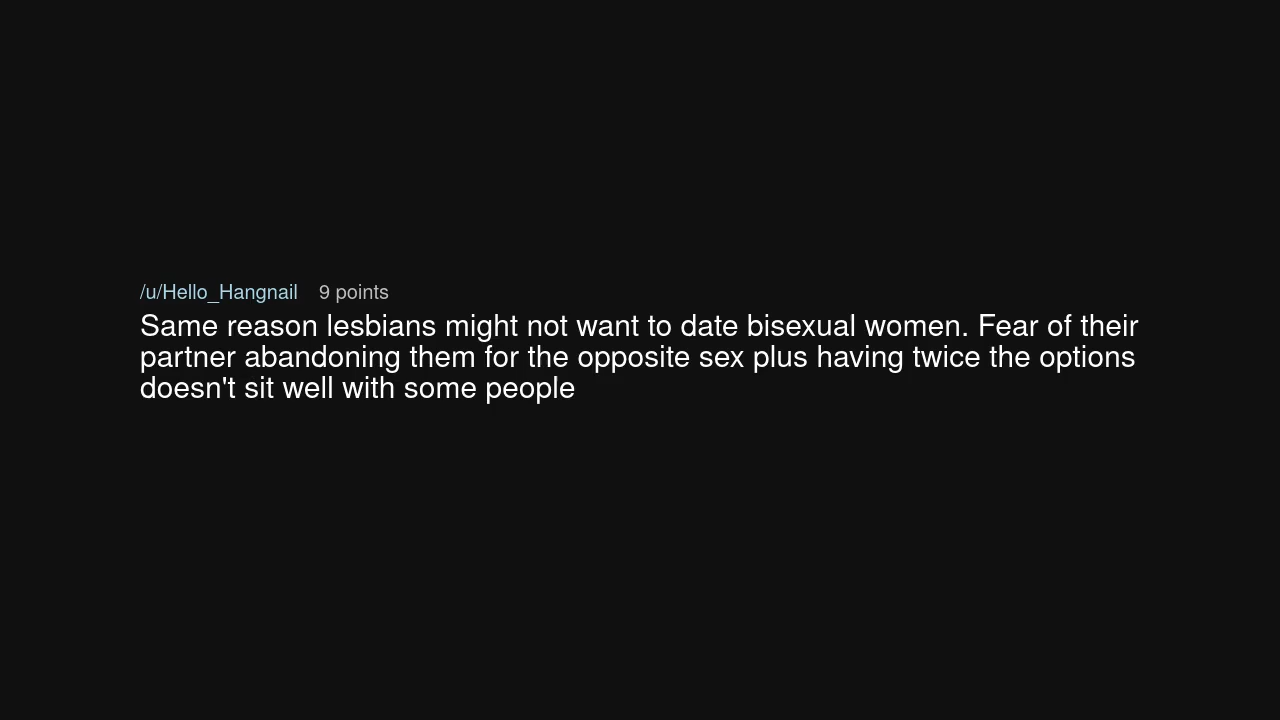 /u/Hello_Hangnail 9 points
Same reason lesbians might not want to date bisexual women. Fear of their
partner abandoning them for the opposite sex plus having twice the options
doesn't sit well with some people